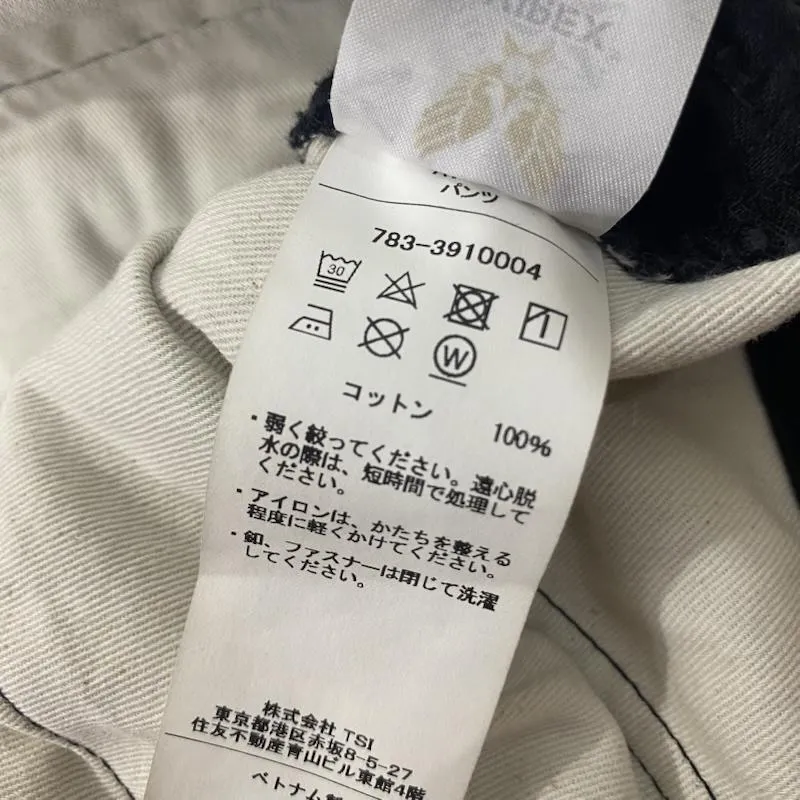 パンツ
783-3910004
30
W
コットン 100%
・弱く絞ってください。遠心脱
水の際は、短時間で処理して
ください。
・アイロンは、かたちを整える
程度に軽くかけてください。
・釦、ファスナーは閉じて洗濯
してください。
株式会社 TSI
東京都港区赤坂8-5-27
住友不動産青山ビル東館4階
ベトナム製